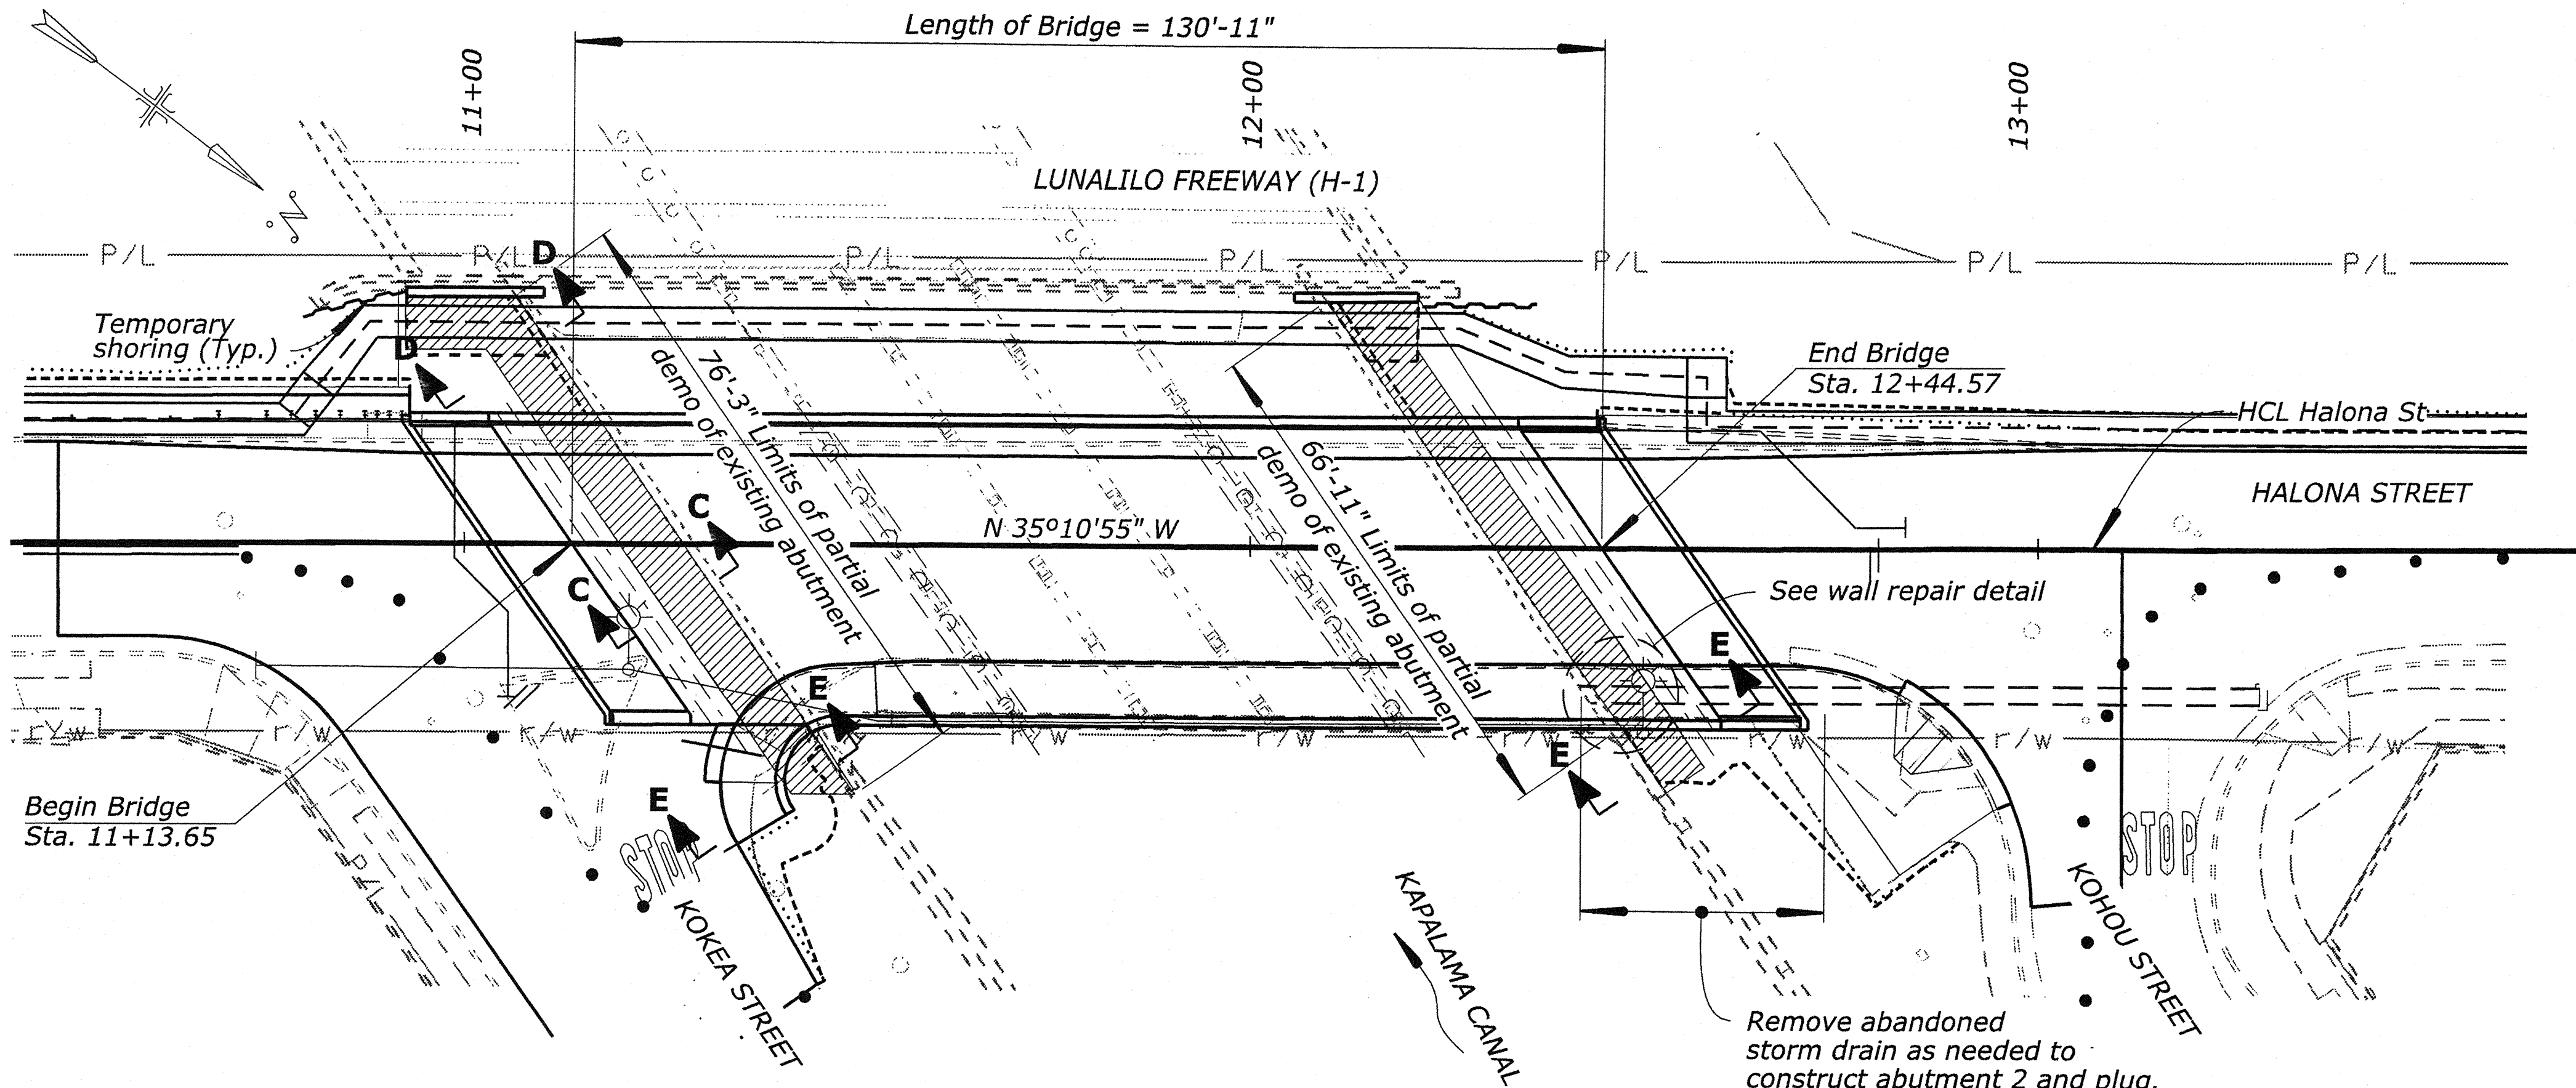 Length of Bridge = 130'-11"
11+00
12+00
13+00
N
LUNALILO FREEWAY (H-1)
P/L
P/L
P/L
P/L
P/L
P/L
P/L
D
Temporary
shoring (Typ.)
D
76'-3" Limits of partial
demo of existing abutment
66'-11" Limits of partial
demo of existing abutment
End Bridge
Sta. 12+44.57
HCL Halona St
HALONA STREET
C
N 35º10'55" W
C
See wall repair detail
E
E
r/w
r/w
r/w
r/w
r/w
r/w
r/w
r/w
r/w
E
E
Begin Bridge
Sta. 11+13.65
STOP
STOP
P/L
KOKEA STREET
KAPALAMA CANAL
KOHOU STREET
Remove abandoned
storm drain as needed to
construct abutment 2 and plug.